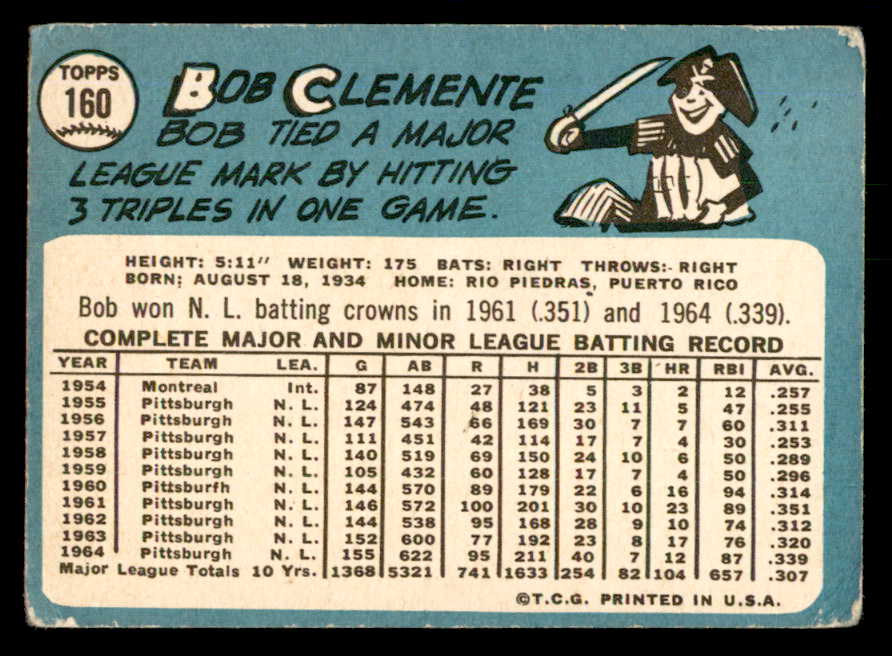 TOPPS
160
BOB CLEMENTE
BOB TIED A MAJOR
LEAGUE MARK BY HITTING
3 TRIPLES IN ONE GAME.
HEIGHT: 5:11" WEIGHT: 175 BATS: RIGHT THROWS: RIGHT
BORN: AUGUST 18, 1934 HOME: RIO PIEDRAS, PUERTO RICO
Bob won N. L. batting crowns in 1961 (.351) and 1964 (.339).
COMPLETE MAJOR AND MINOR LEAGUE BATTING RECORD
YEAR TEAM LEA. G AB R H 2B 3B HR RBI AVG.
1954 Montreal Int. 87 148 27 38 5 3 2 12 .257
1955 Pittsburgh N. L. 124 474 48 121 23 11 5 47 .255
1956 Pittsburgh N. L. 147 543 66 169 30 7 7 60 .311
1957 Pittsburgh N. L. 111 451 42 114 17 7 4 30 .253
1958 Pittsburgh N. L. 140 519 69 150 24 10 6 50 .289
1959 Pittsburgh N. L. 105 432 60 128 17 7 4 50 .296
1960 Pittsburfh N. L. 144 570 89 179 22 6 16 94 .314
1961 Pittsburgh N. L. 146 572 100 201 30 10 23 89 .351
1962 Pittsburgh N. L. 144 538 95 168 28 9 10 74 .312
1963 Pittsburgh N. L. 152 600 77 192 23 8 17 76 .320
1964 Pittsburgh N. L. 155 622 95 211 40 7 12 87 .339
Major League Totals 10 Yrs. 1368 5321 741 1633 254 82 104 657 .307
©T.C.G. PRINTED IN U.S.A.